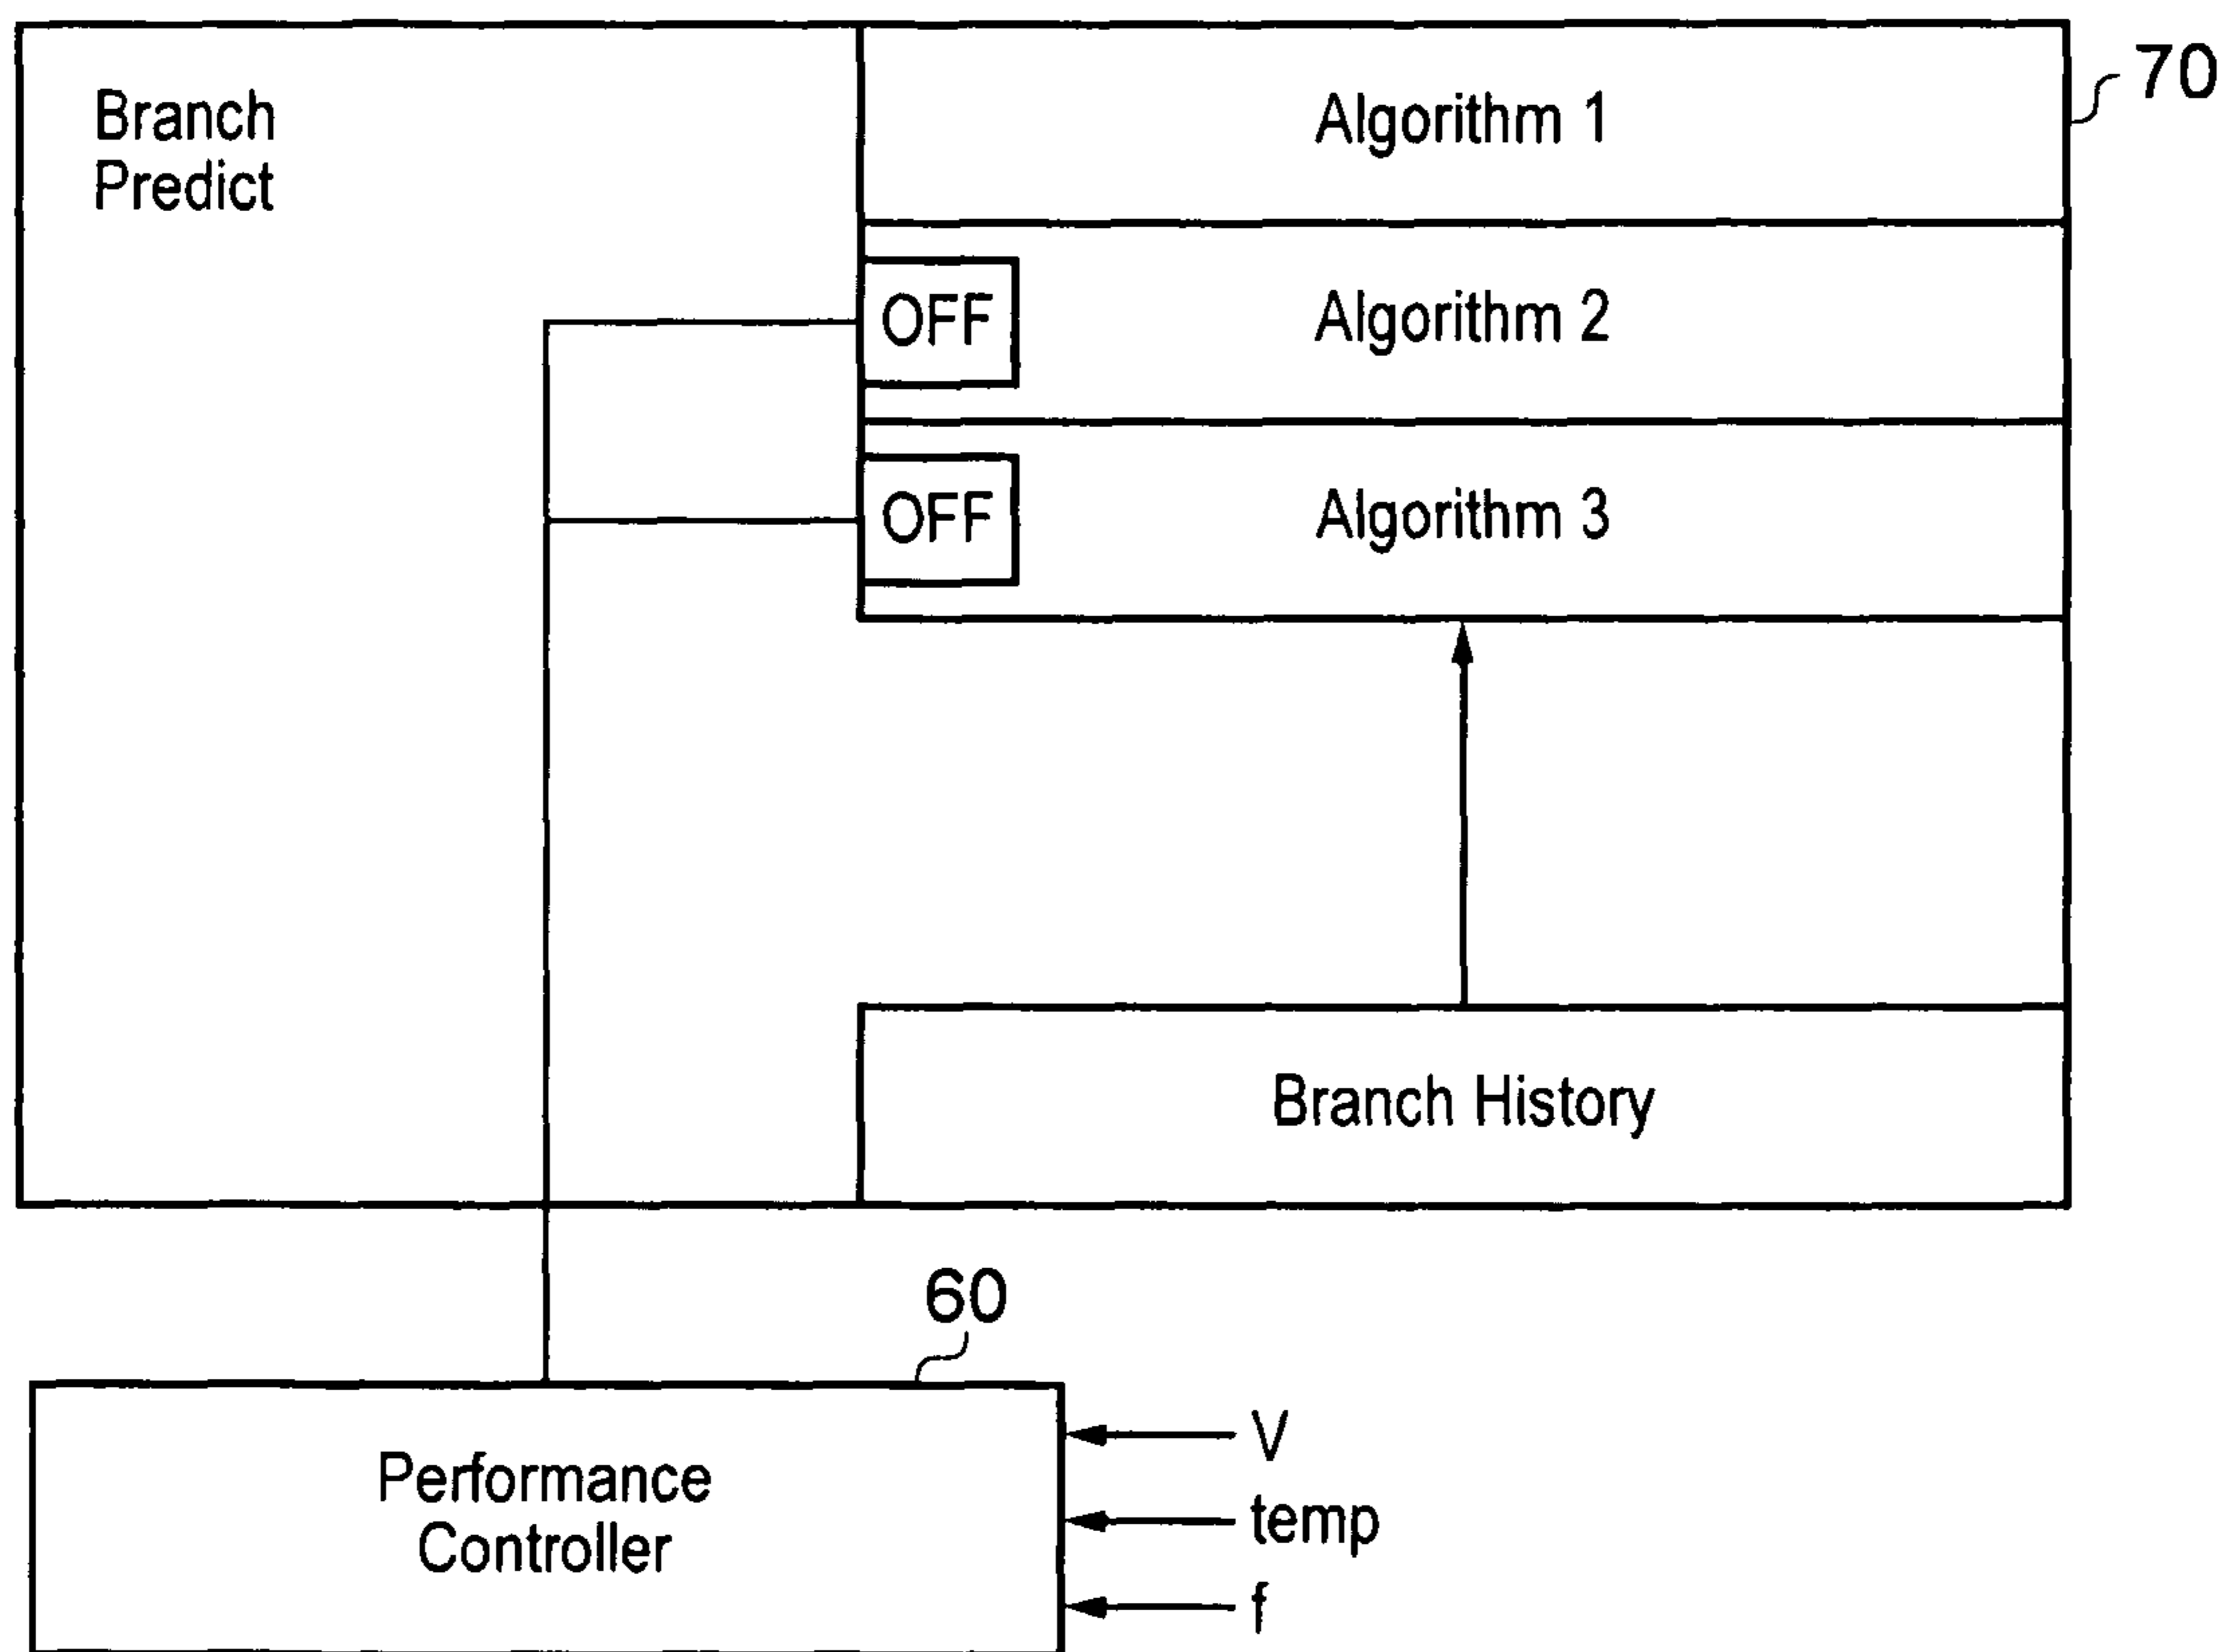 Branch
Predict
Algorithm 1
70
OFF
Algorithm 2
OFF
Algorithm 3
Branch History
60
Performance
Controller
V
temp
f